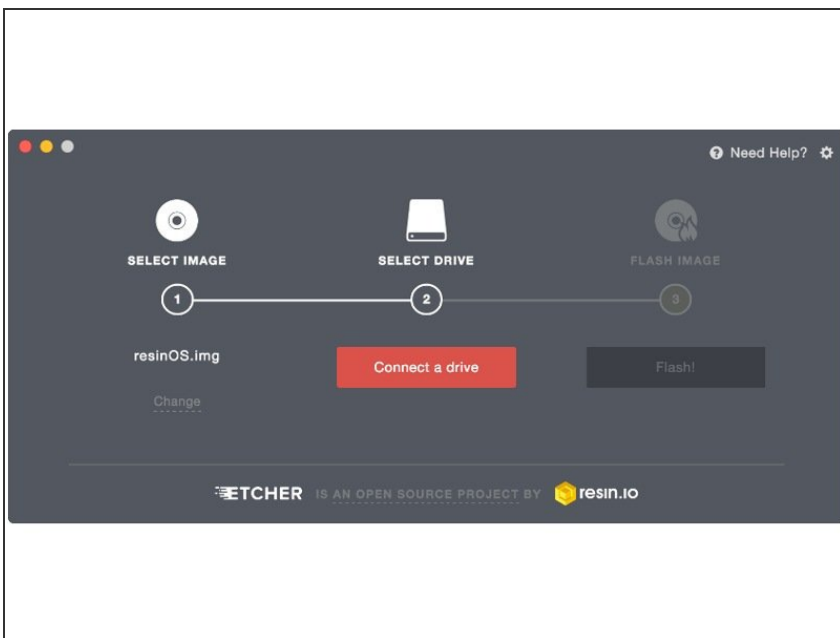 Need Help?
SELECT IMAGE
SELECT DRIVE
FLASH IMAGE
1
2
3
resinOS.img
Connect a drive
Flash!
Change
ETCHER IS AN OPEN SOURCE PROJECT BY resin.io